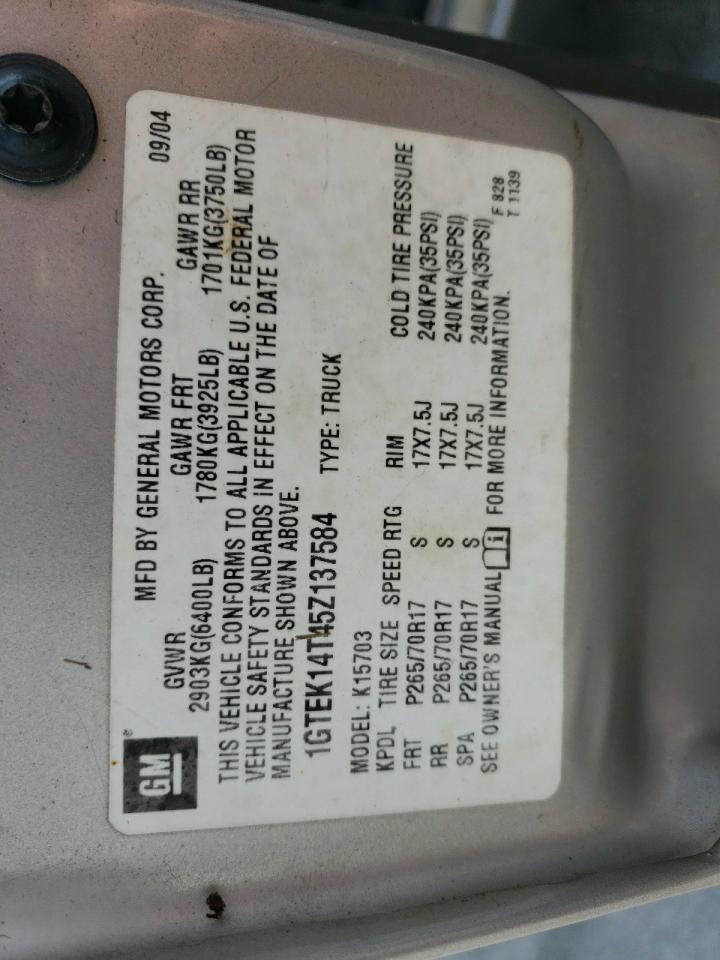 GM®
MFD BY GENERAL MOTORS CORP. 09/04
GVWR GAWR FRT GAWR RR
2903KG(6400LB) 1780KG(3925LB) 1701KG(3750LB)
THIS VEHICLE CONFORMS TO ALL APPLICABLE U.S. FEDERAL MOTOR
VEHICLE SAFETY STANDARDS IN EFFECT ON THE DATE OF
MANUFACTURE SHOWN ABOVE.
1GTEK14T45Z137584 TYPE: TRUCK
MODEL: K15703
KPDL TIRE SIZE SPEED RTG RIM COLD TIRE PRESSURE
FRT P265/70R17 S 17X7.5J 240KPA(35PSI)
RR P265/70R17 S 17X7.5J 240KPA(35PSI)
SPA P265/70R17 S 17X7.5J 240KPA(35PSI)
SEE OWNER'S MANUAL i FOR MORE INFORMATION.
F 828
T 1139